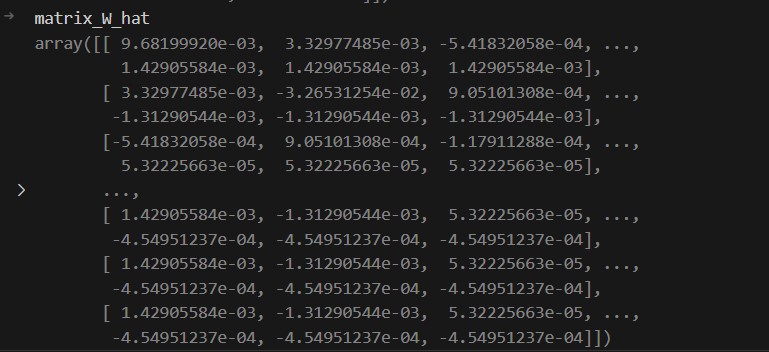 matrix_W_hat
array([[ 9.68199920e-03,  3.32977485e-03, -5.41832058e-04, ...,
         1.42905584e-03,  1.42905584e-03,  1.42905584e-03],
       [ 3.32977485e-03, -3.26531254e-02,  9.05101308e-04, ...,
        -1.31290544e-03, -1.31290544e-03, -1.31290544e-03],
       [-5.41832058e-04,  9.05101308e-04, -1.17911288e-04, ...,
         5.32225663e-05,  5.32225663e-05,  5.32225663e-05],
       ...,
       [ 1.42905584e-03, -1.31290544e-03,  5.32225663e-05, ...,
        -4.54951237e-04, -4.54951237e-04, -4.54951237e-04],
       [ 1.42905584e-03, -1.31290544e-03,  5.32225663e-05, ...,
        -4.54951237e-04, -4.54951237e-04, -4.54951237e-04],
       [ 1.42905584e-03, -1.31290544e-03,  5.32225663e-05, ...,
        -4.54951237e-04, -4.54951237e-04, -4.54951237e-04]])